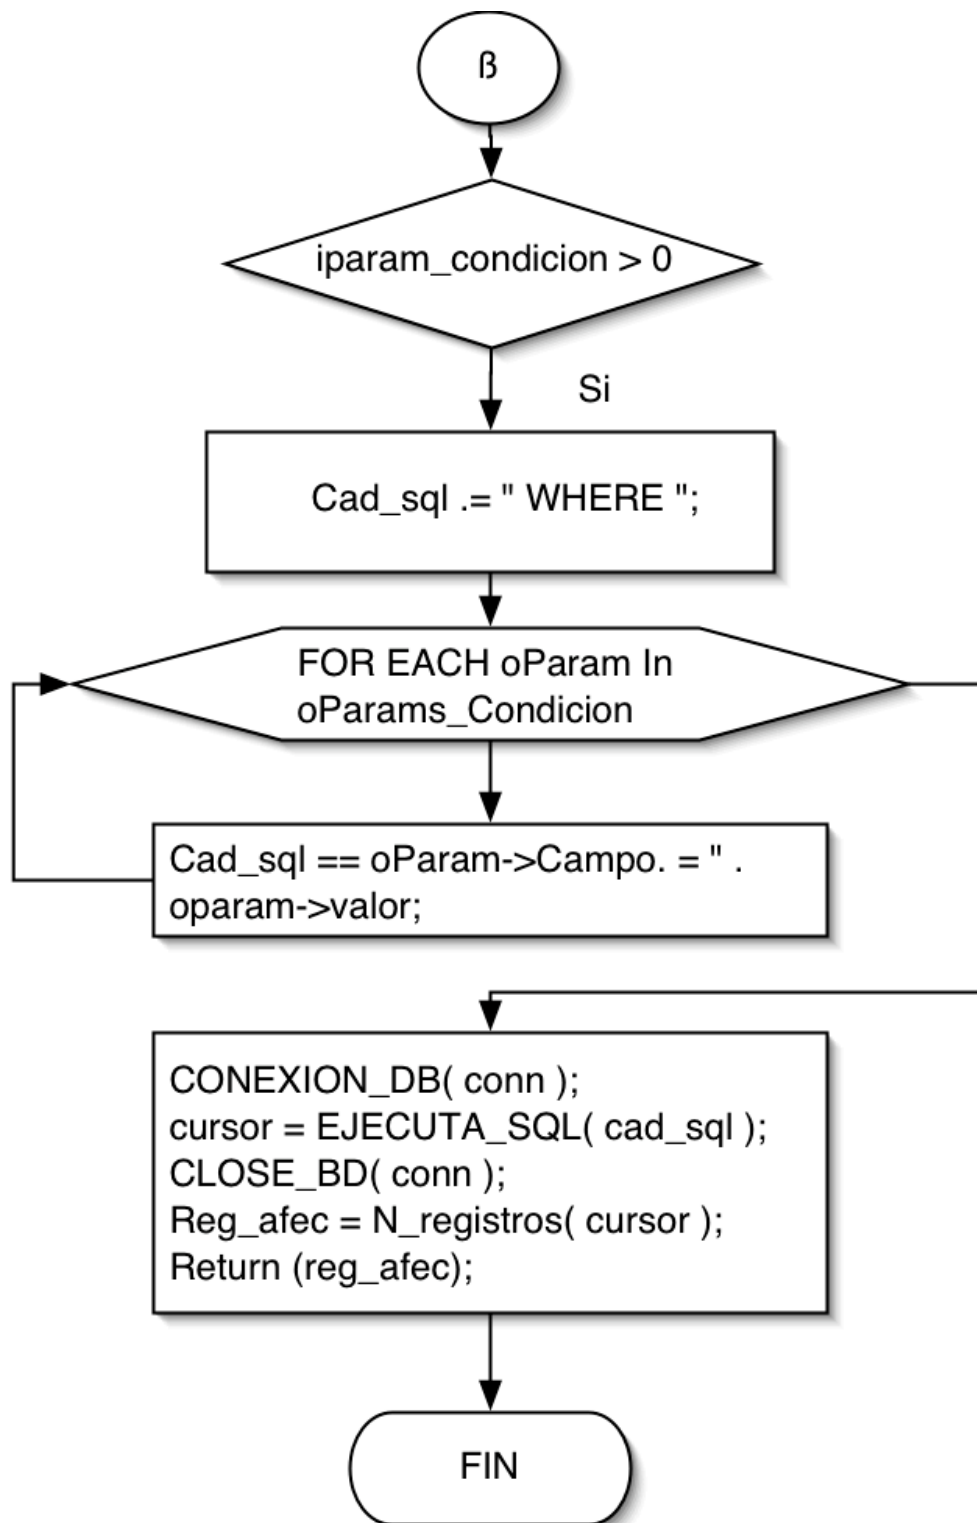 ß
iparam_condicion > 0
Si
Cad_sql .= " WHERE ";
FOR EACH oParam In
oParams_Condicion
Cad_sql == oParam->Campo. = " .
oparam->valor;
CONEXION_DB( conn );
cursor = EJECUTA_SQL( cad_sql );
CLOSE_BD( conn );
Reg_afec = N_registros( cursor );
Return (reg_afec);
FIN